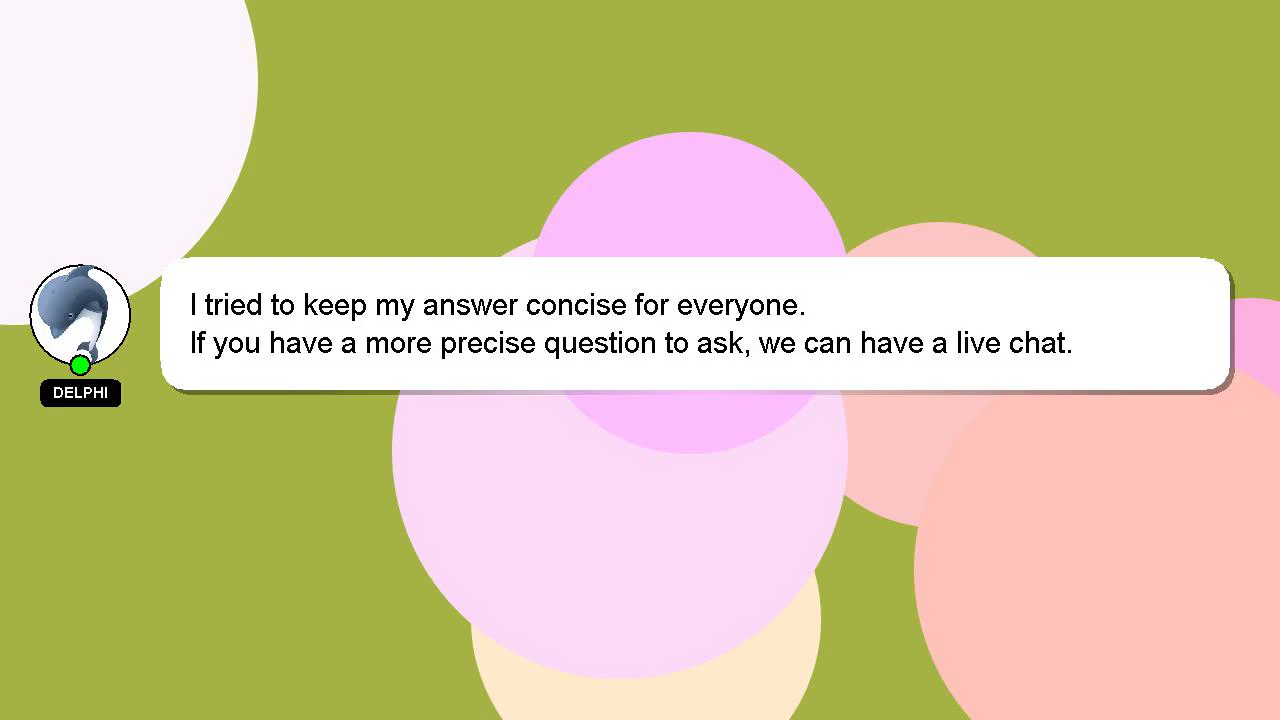 I tried to keep my answer concise for everyone.
If you have a more precise question to ask, we can have a live chat.
DELPHI